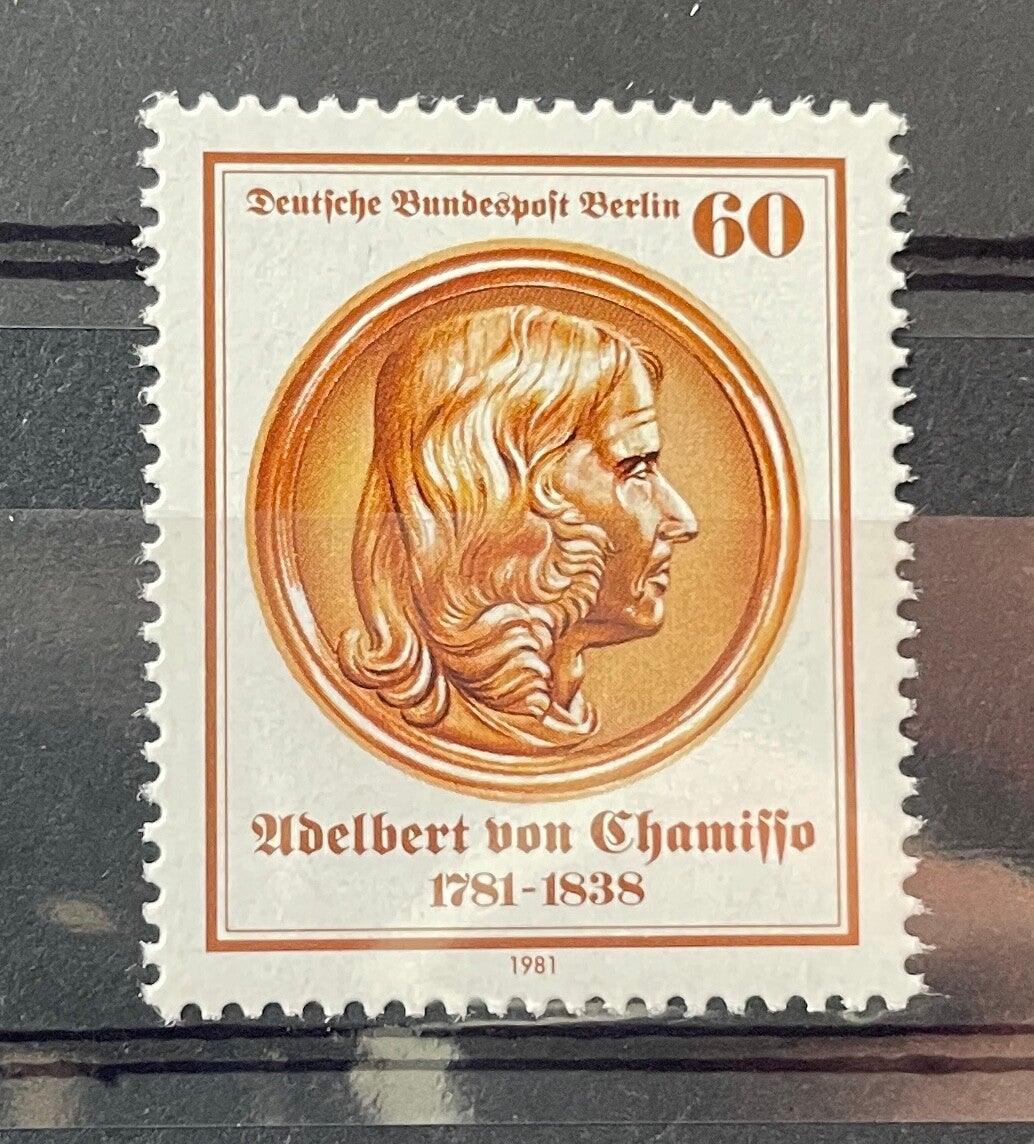 Deutſche Bundespoſt Berlin 60
Adelbert von Chamiſſo
1781-1838
1981